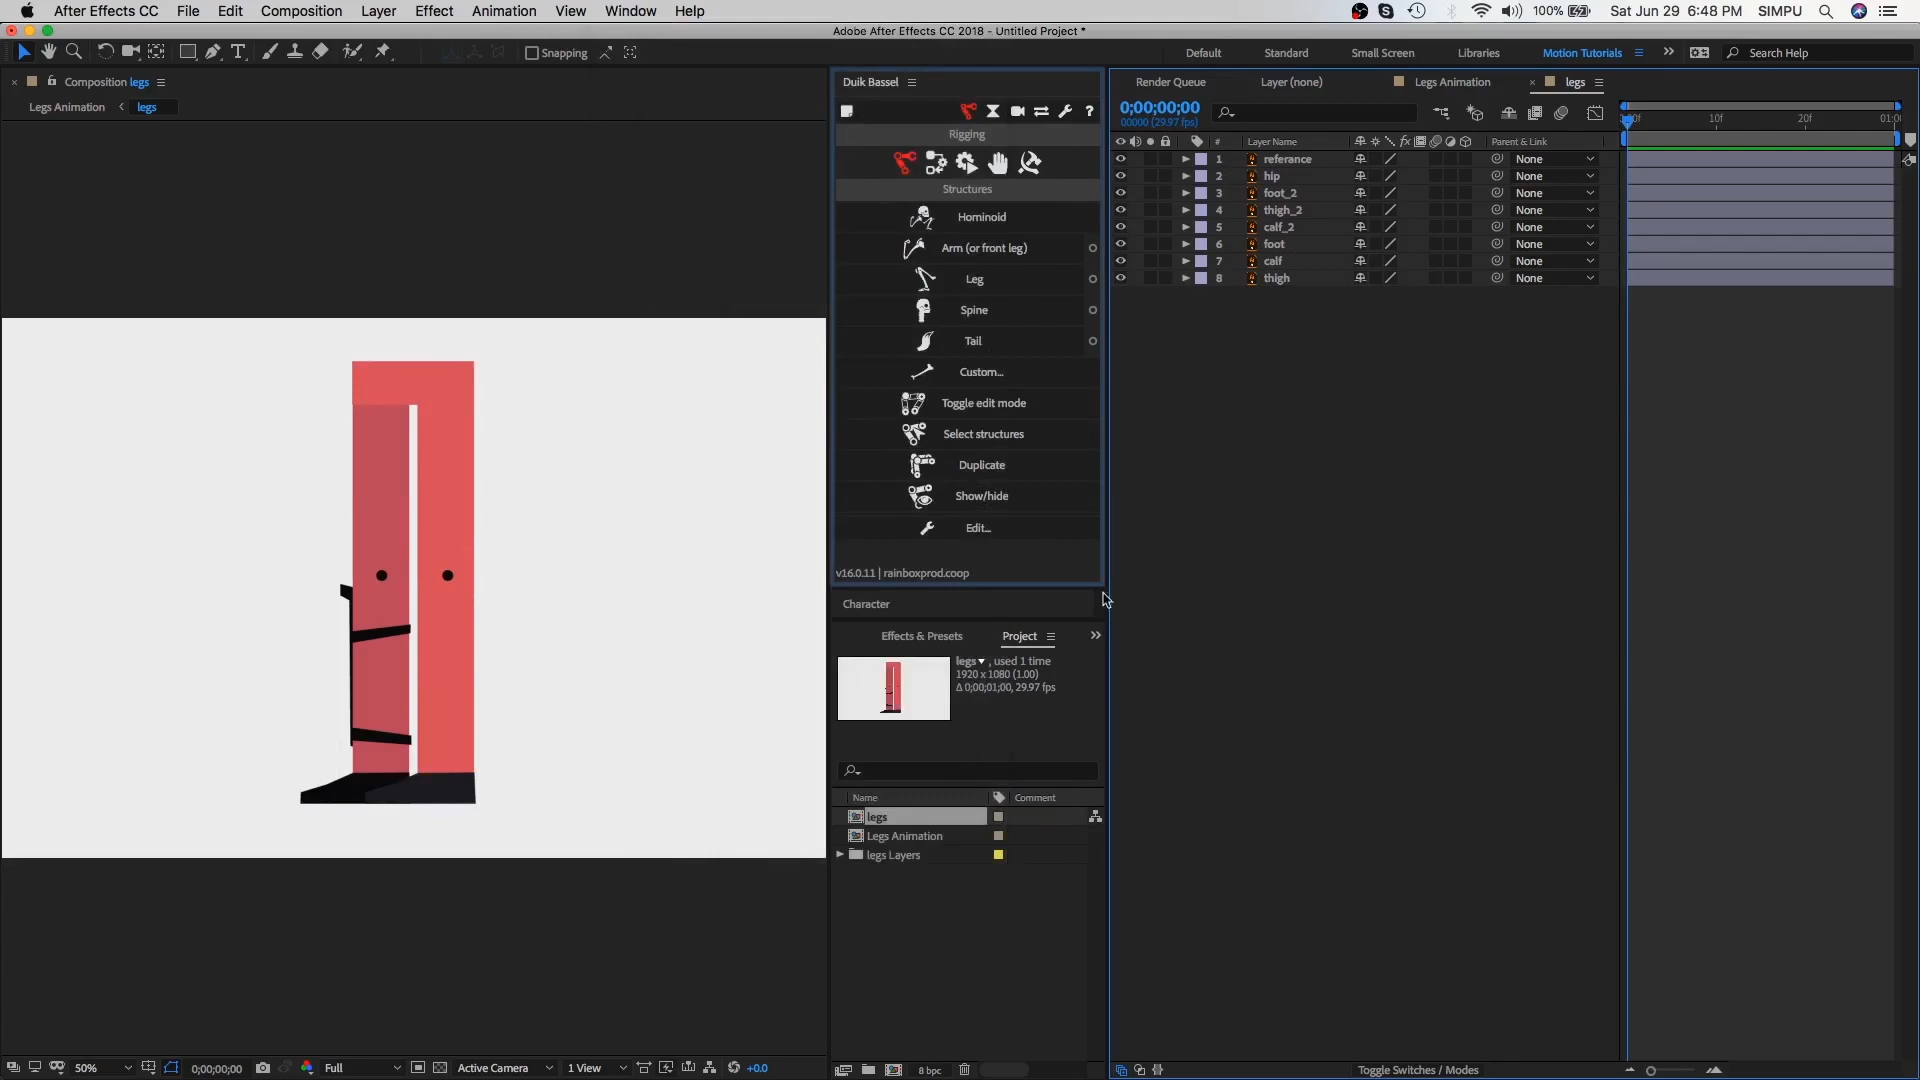 After Effects CC File Edit Composition Layer Effect Animation View Window Help 100% Sat Jun 29 6:48 PM SIMPU
Adobe After Effects CC 2018 - Untitled Project *
Snapping Default Standard Small Screen Libraries Motion Tutorials Search Help
Composition legs
Legs Animation legs
Duik Bassel
Rigging
Structures
Hominoid
Arm (or front leg)
Leg
Spine
Tail
Custom...
Toggle edit mode
Select structures
Duplicate
Show/hide
Edit...
v16.0.11 | rainboxprod.coop
Character
Effects & Presets Project
legs , used 1 time
1920 x 1080 (1.00)
Δ 0;00;01;00, 29.97 fps
Name Comment
legs
Legs Animation
legs Layers
8 bpc
Render Queue Layer (none) Legs Animation legs
0;00;00;00
00000 (29.97 fps)
10f 20f
# Layer Name Parent & Link
1 referance None
2 hip None
3 foot_2 None
4 thigh_2 None
5 calf_2 None
6 foot None
7 calf None
8 thigh None
50% 0;00;00;00 Full Active Camera 1 View +0.0
Toggle Switches / Modes